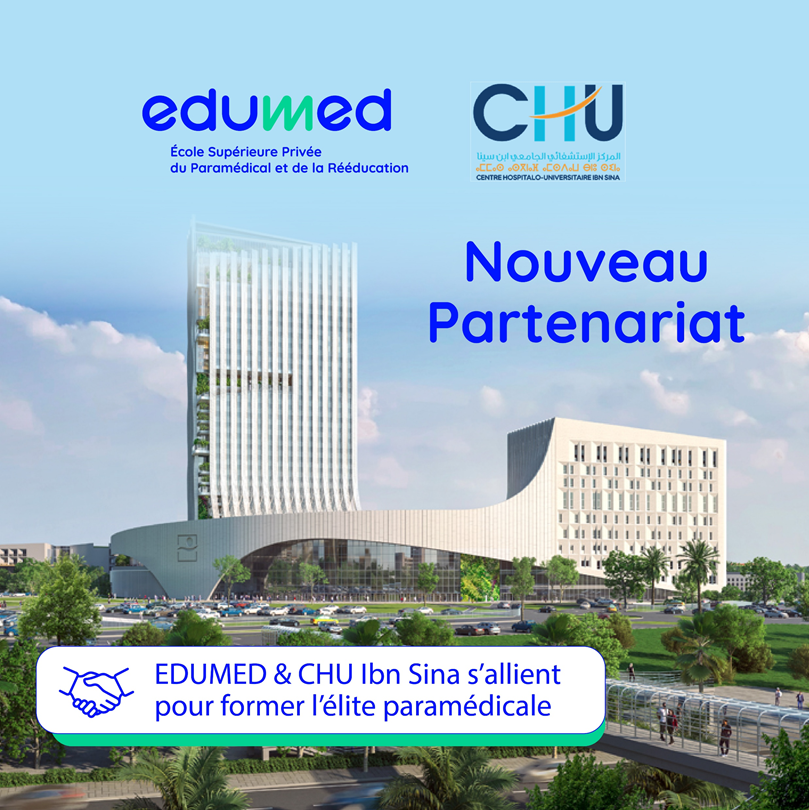 edumed
École Supérieure Privée
du Paramédical et de la Rééducation
CHU
المركز الإستشفائي الجامعي ابن سينا
CENTRE HOSPITALO-UNIVERSITAIRE IBN SINA
Nouveau
Partenariat
EDUMED & CHU Ibn Sina s’allient
pour former l’élite paramédicale